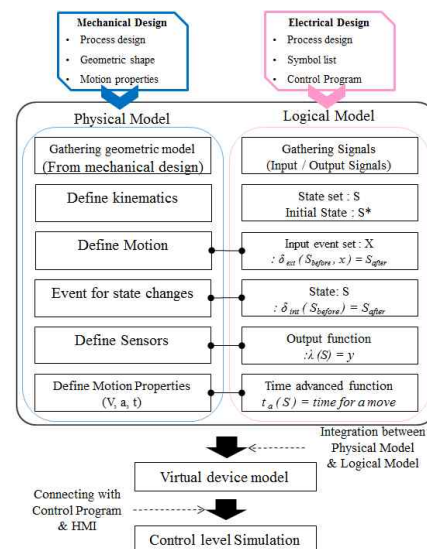 Mechanical Design
• Process design
• Geometric shape
• Motion properties
Electrical Design
• Process design
• Symbol list
• Control Program
Physical Model
Logical Model
Gathering geometric model
(From mechanical design)
Gathering Signals
(Input / Output Signals)
Define kinematics
State set : S
Initial State : S*
Define Motion
Input event set : X
: δext ( Sbefore, x ) = Safter
Event for state changes
State: S
: δint ( Sbefore ) = Safter
Define Sensors
Output function
:λ (S) = y
Define Motion Properties
(V, a, t)
Time advanced function
ta ( S ) = time for a move
Integration between
Physical Model
& Logical Model
Virtual device model
Connecting with
Control Program
& HMI
Control level Simulation